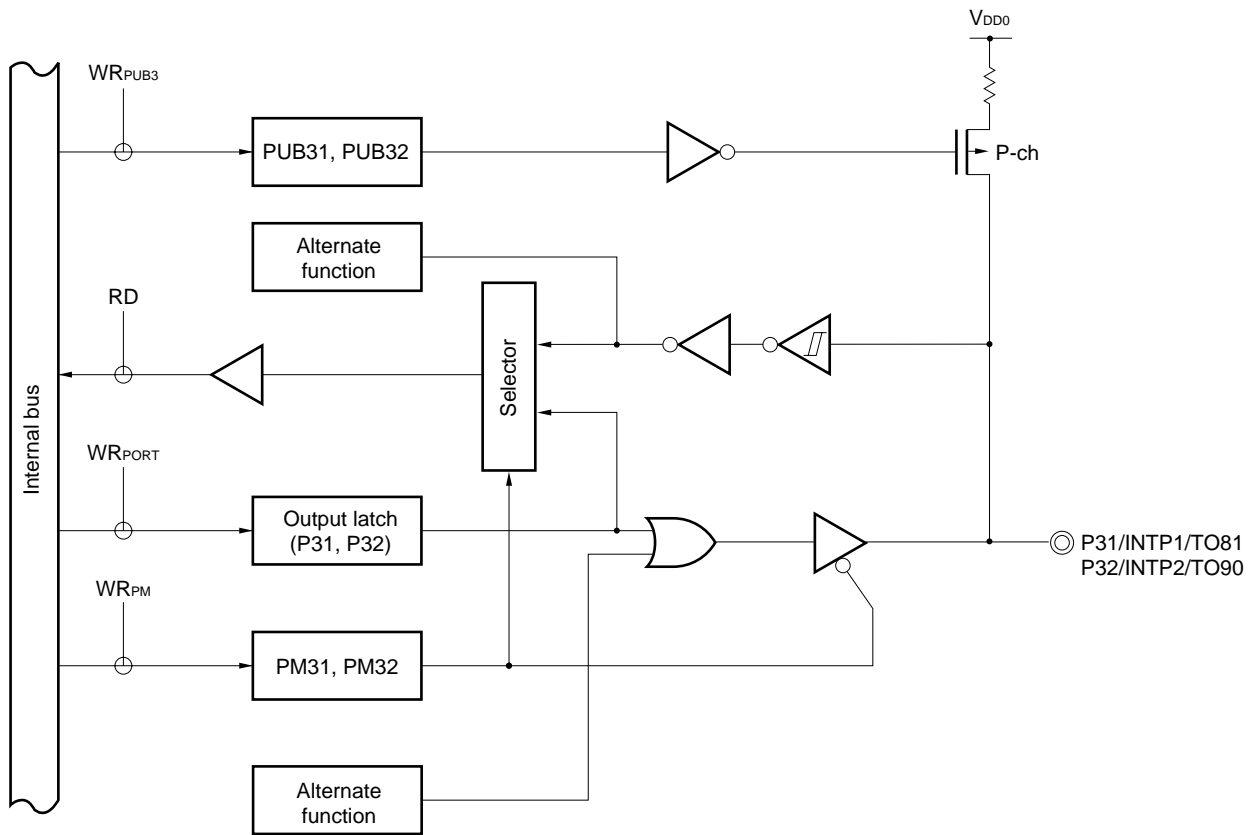 VDD0
WRPUB3
PUB31, PUB32
P-ch
Alternate
function
RD
Selector
Internal bus
WRPORT
Output latch
(P31, P32)
P31/INTP1/TO81
P32/INTP2/TO90
WRPM
PM31, PM32
Alternate
function